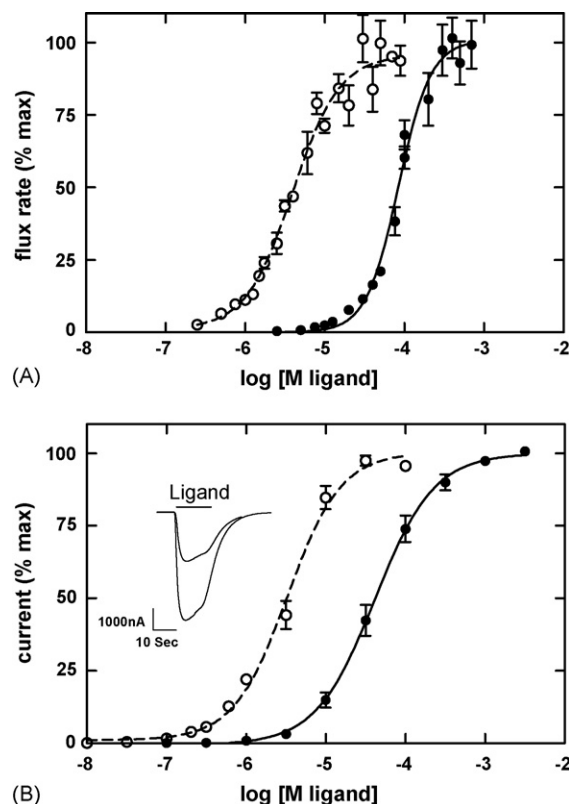 100
75
50
25
0
flux rate (% max)
-8 -7 -6 -5 -4 -3 -2
(A)
log [M ligand]
100
75
50
25
0
current (% max)
Ligand
1000nA
10 Sec
-8 -7 -6 -5 -4 -3 -2
(B)
log [M ligand]